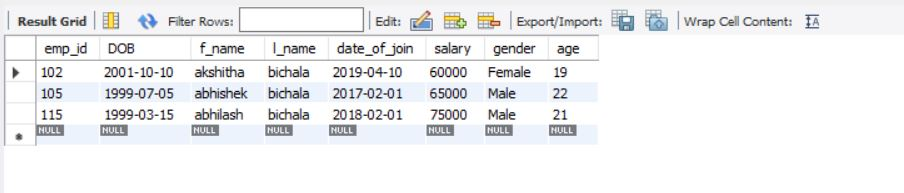 Result Grid Filter Rows: Edit: Export/Import: Wrap Cell Content: IA
emp_id DOB f_name l_name date_of_join salary gender age
102 2001-10-10 akshitha bichala 2019-04-10 60000 Female 19
105 1999-07-05 abhishek bichala 2017-02-01 65000 Male 22
115 1999-03-15 abhilash bichala 2018-02-01 75000 Male 21
NULL NULL NULL NULL NULL NULL NULL NULL